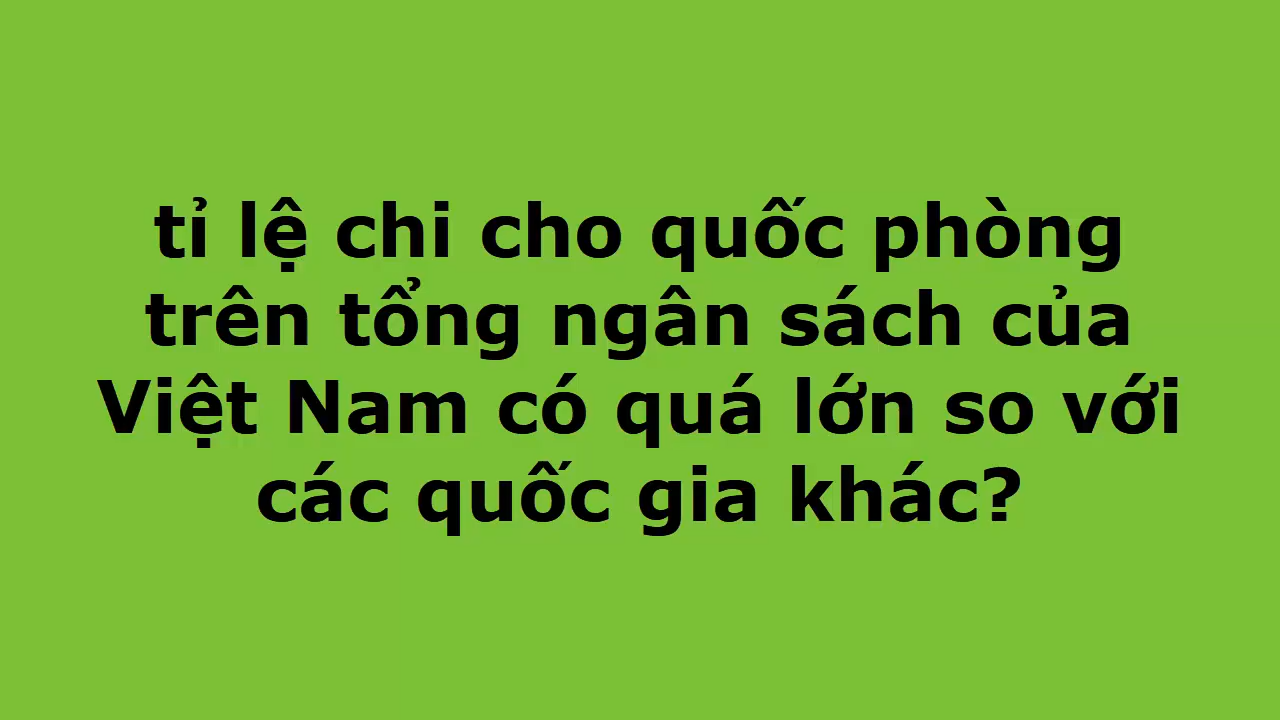 tỉ lệ chi cho quốc phòng
trên tổng ngân sách của
Việt Nam có quá lớn so với
các quốc gia khác?